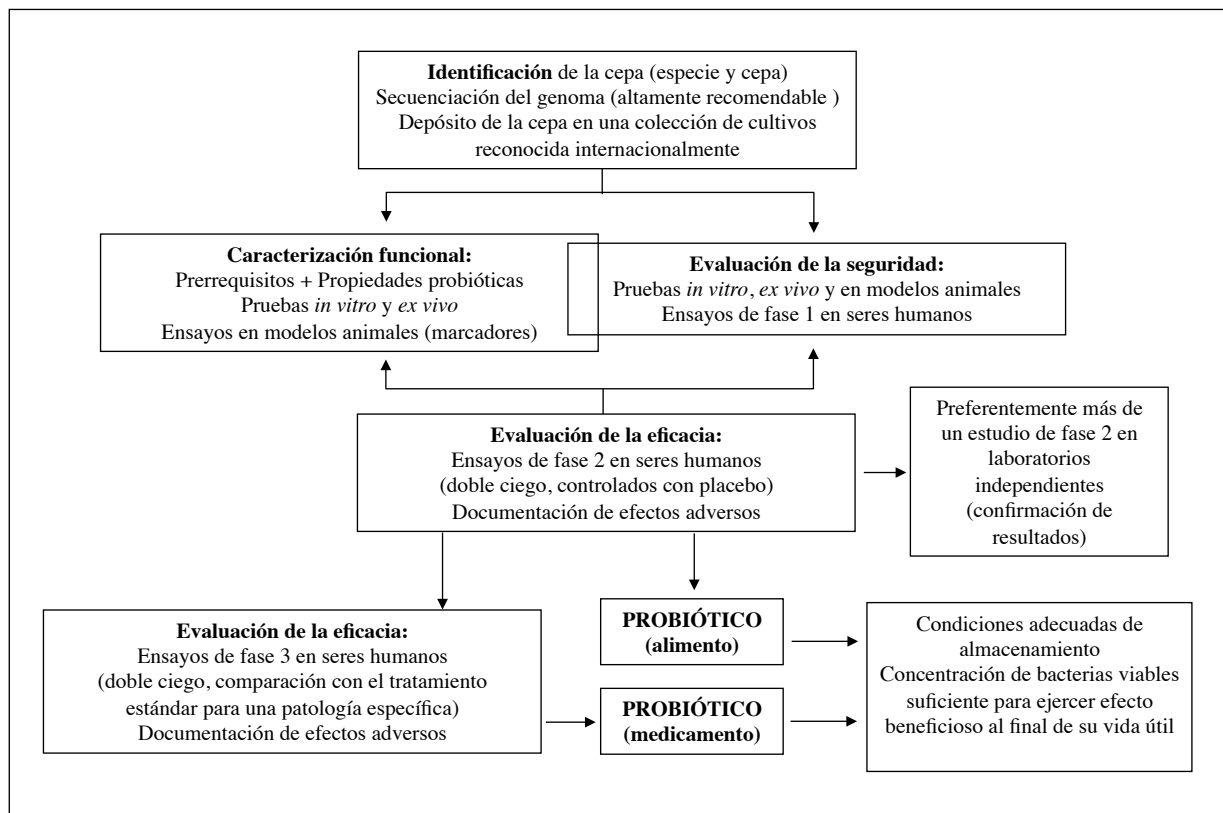 Identificación de la cepa (especie y cepa)
Secuenciación del genoma (altamente recomendable )
Depósito de la cepa en una colección de cultivos
reconocida internacionalmente
Caracterización funcional:
Prerrequisitos + Propiedades probióticas
Pruebas in vitro y ex vivo
Ensayos en modelos animales (marcadores)
Evaluación de la seguridad:
Pruebas in vitro, ex vivo y en modelos animales
Ensayos de fase 1 en seres humanos
Evaluación de la eficacia:
Ensayos de fase 2 en seres humanos
(doble ciego, controlados con placebo)
Documentación de efectos adversos
Preferentemente más de
un estudio de fase 2 en
laboratorios
independientes
(confirmación de
resultados)
Evaluación de la eficacia:
Ensayos de fase 3 en seres humanos
(doble ciego, comparación con el tratamiento
estándar para una patología específica)
Documentación de efectos adversos
PROBIÓTICO
(alimento)
PROBIÓTICO
(medicamento)
Condiciones adecuadas de
almacenamiento
Concentración de bacterias viables
suficiente para ejercer efecto
beneficioso al final de su vida útil